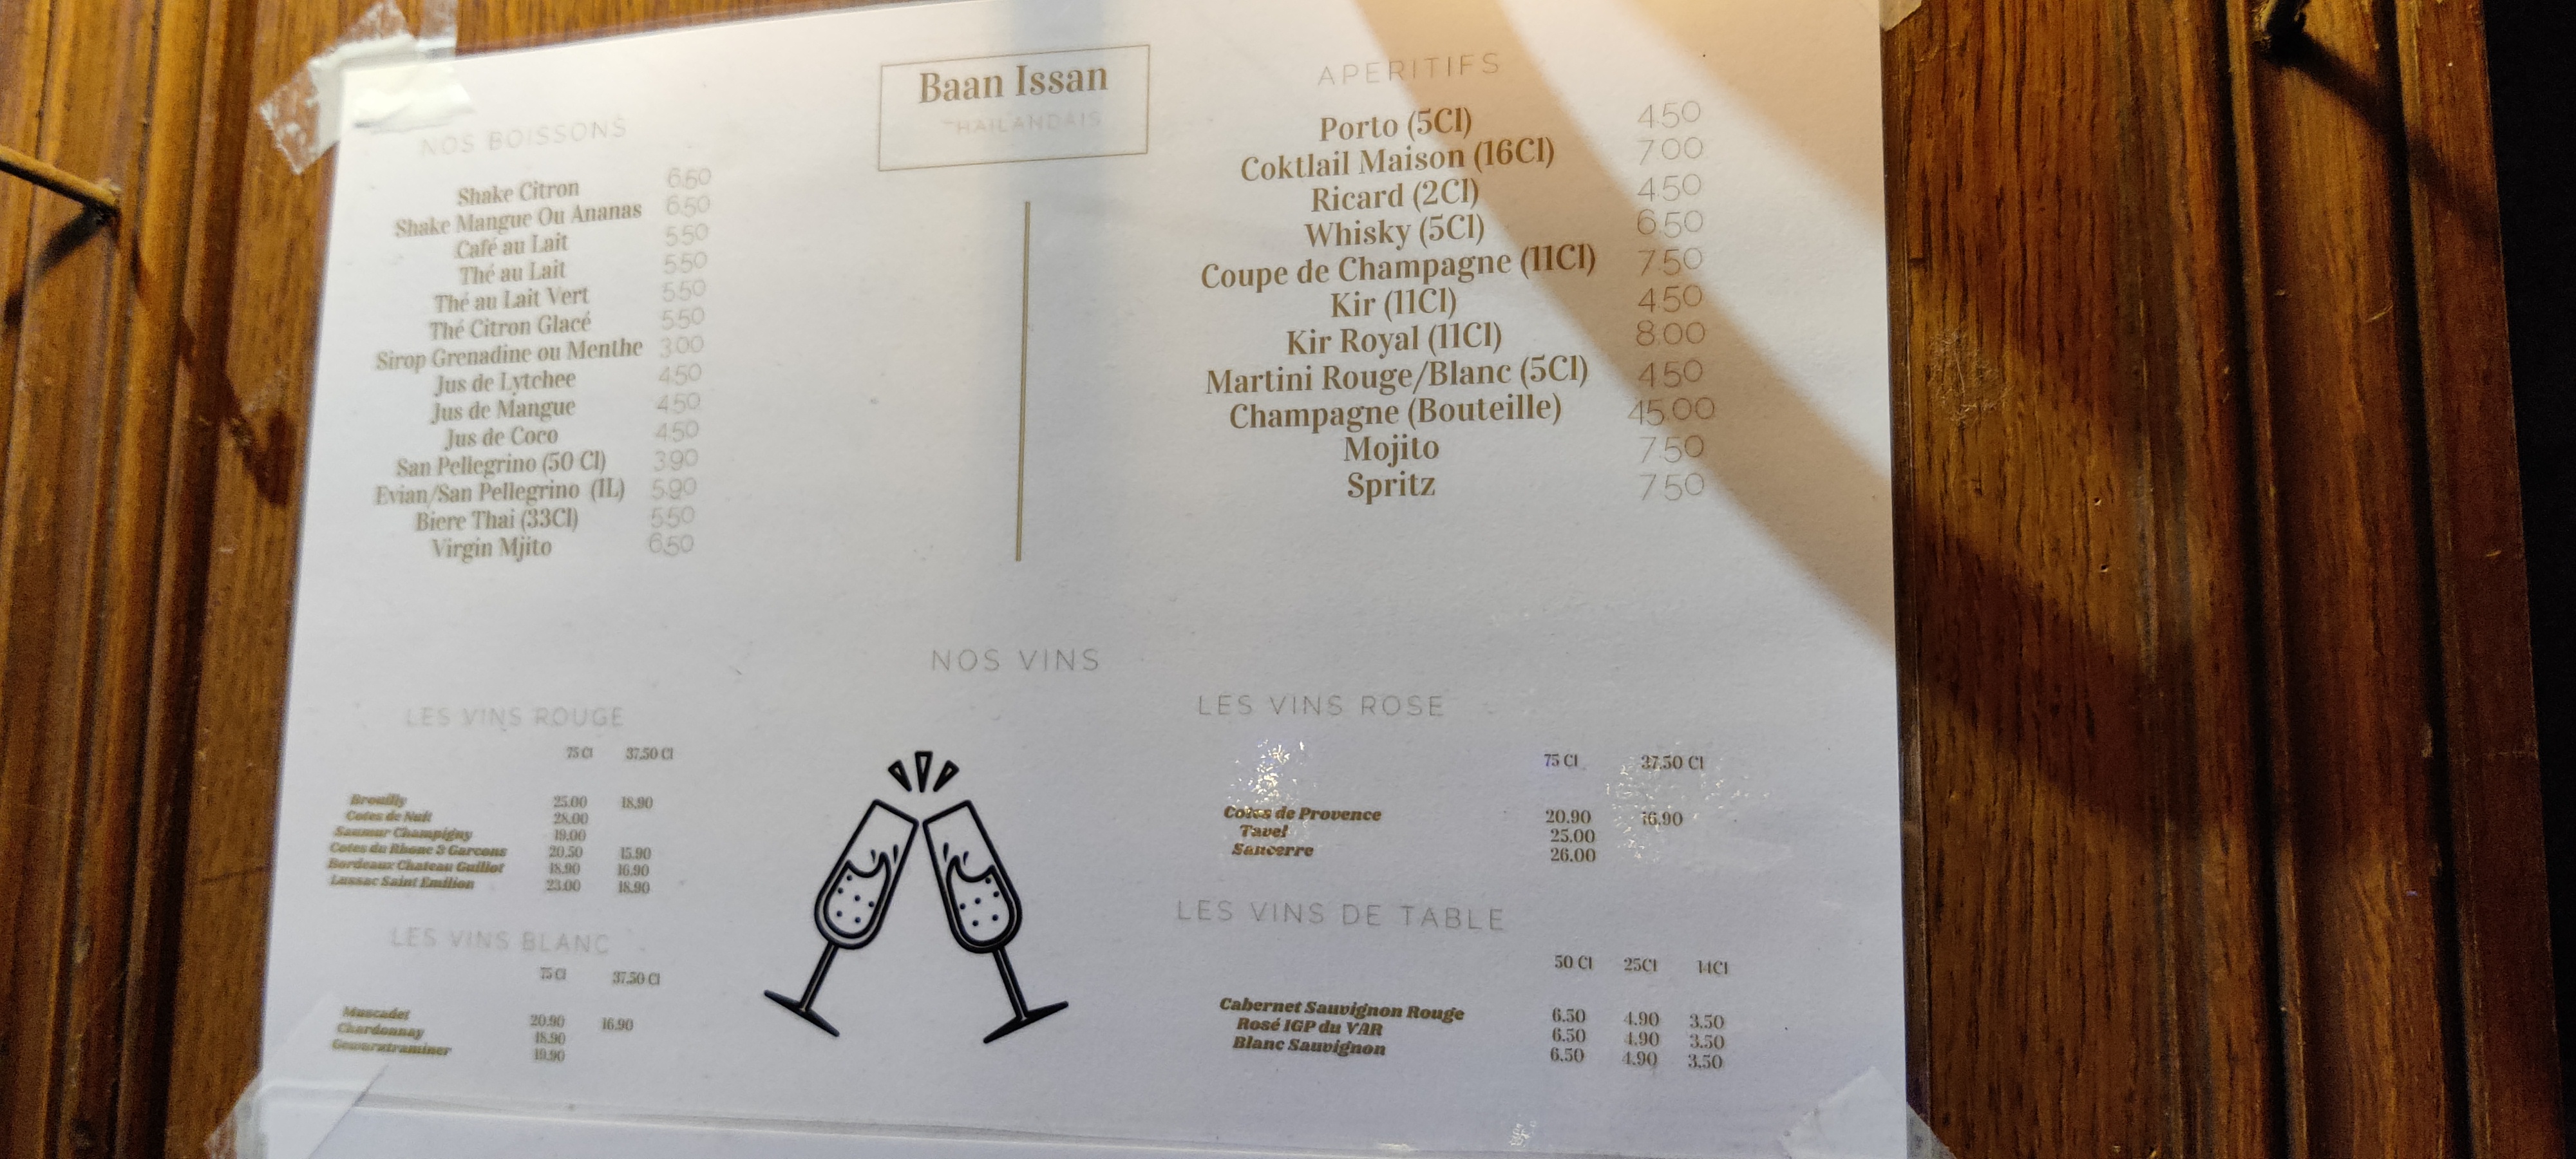 Baan Issan
THAILANDAIS
NOS BOISSONS
Shake Citron 6.50
Shake Mangue Ou Ananas 6.50
Café au Lait 5.50
Thé au Lait 5.50
Thé au Lait Vert 5.50
Thé Citron Glacé 5.50
Sirop Grenadine ou Menthe 3.00
Jus de Lytchee 4.50
Jus de Mangue 4.50
Jus de Coco 4.50
San Pellegrino (50 Cl) 3.90
Evian/San Pellegrino (1L) 5.90
Biere Thai (33Cl) 5.50
Virgin Mjito 6.50
APERITIFS
Porto (5Cl) 4.50
Coktlail Maison (16Cl) 7.00
Ricard (2Cl) 4.50
Whisky (5Cl) 6.50
Coupe de Champagne (11Cl) 7.50
Kir (11Cl) 4.50
Kir Royal (11Cl) 8.00
Martini Rouge/Blanc (5Cl) 4.50
Champagne (Bouteille) 45.00
Mojito 7.50
Spritz 7.50
NOS VINS
LES VINS ROUGE
75 Cl 37.50 Cl
Brouilly 25.00 18.90
Cotes de Nuit 28.00
Saumur Champigny 19.00
Cotes du Rhone 3 Garcons 20.50 15.90
Bordeaux Chateau Guillot 18.90 16.90
Lussac Saint Emilion 23.00 18.90
LES VINS BLANC
75 Cl 37.50 Cl
Muscadet 20.90 16.90
Chardonnay 18.90
Gewurztraminer 19.90
LES VINS ROSE
75 Cl 37.50 Cl
Cotes de Provence 20.90 16.90
Tavel 25.00
Sancerre 26.00
LES VINS DE TABLE
50 Cl 25Cl 14Cl
Cabernet Sauvignon Rouge 6.50 4.90 3.50
Rosé IGP du VAR 6.50 4.90 3.50
Blanc Sauvignon 6.50 4.90 3.50